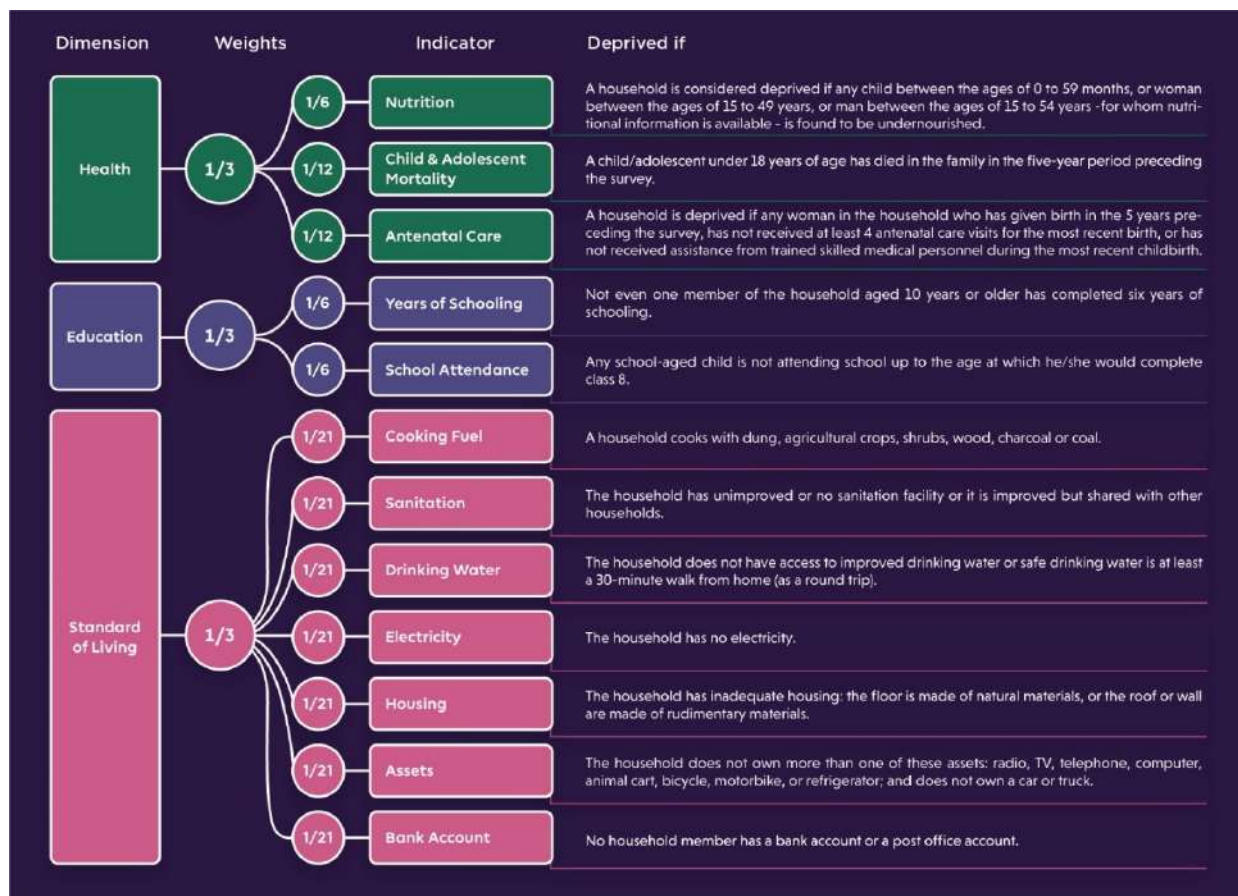 Dimension Weights Indicator Deprived if
Health
1/3
1/6
Nutrition
A household is considered deprived if any child between the ages of 0 to 59 months, or woman
between the ages of 15 to 49 years, or man between the ages of 15 to 54 years -for whom nutri-
tional information is available - is found to be undernourished.
1/12
Child & Adolescent
Mortality
A child/adolescent under 18 years of age has died in the family in the five-year period preceding
the survey.
1/12
Antenatal Care
A household is deprived if any woman in the household who has given birth in the 5 years pre-
ceding the survey, has not received at least 4 antenatal care visits for the most recent birth, or has
not received assistance from trained skilled medical personnel during the most recent childbirth.
Education
1/3
1/6
Years of Schooling
Not even one member of the household aged 10 years or older has completed six years of
schooling.
1/6
School Attendance
Any school-aged child is not attending school up to the age at which he/she would complete
class 8.
Standard
of Living
1/3
1/21
Cooking Fuel
A household cooks with dung, agricultural crops, shrubs, wood, charcoal or coal.
1/21
Sanitation
The household has unimproved or no sanitation facility or it is improved but shared with other
households.
1/21
Drinking Water
The household does not have access to improved drinking water or safe drinking water is at least
a 30-minute walk from home (as a round trip).
1/21
Electricity
The household has no electricity.
1/21
Housing
The household has inadequate housing: the floor is made of natural materials, or the roof or wall
are made of rudimentary materials.
1/21
Assets
The household does not own more than one of these assets: radio, TV, telephone, computer,
animal cart, bicycle, motorbike, or refrigerator; and does not own a car or truck.
1/21
Bank Account
No household member has a bank account or a post office account.